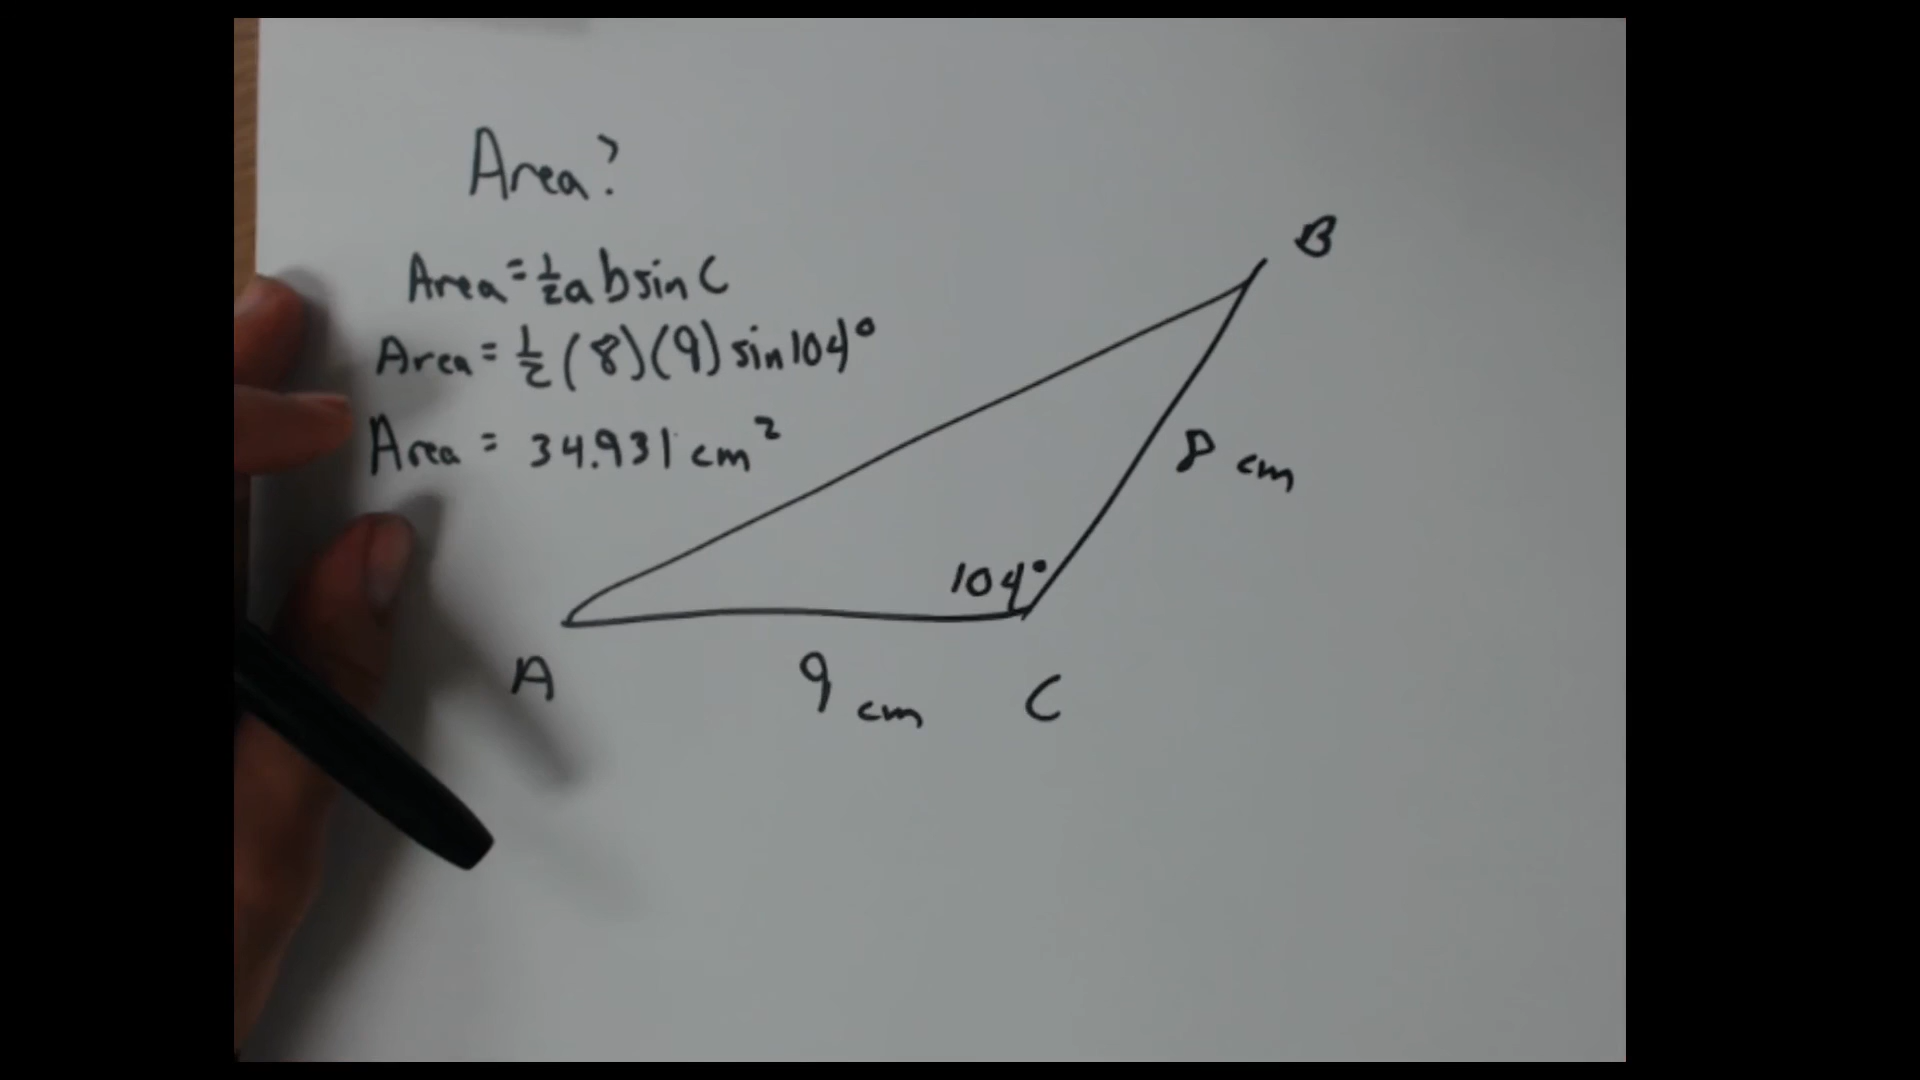 Area?
Area = ½ a b sin C
Area = ½ (8)(9) sin 104°
Area = 34.931 cm²
B
8 cm
104°
A
9 cm
C